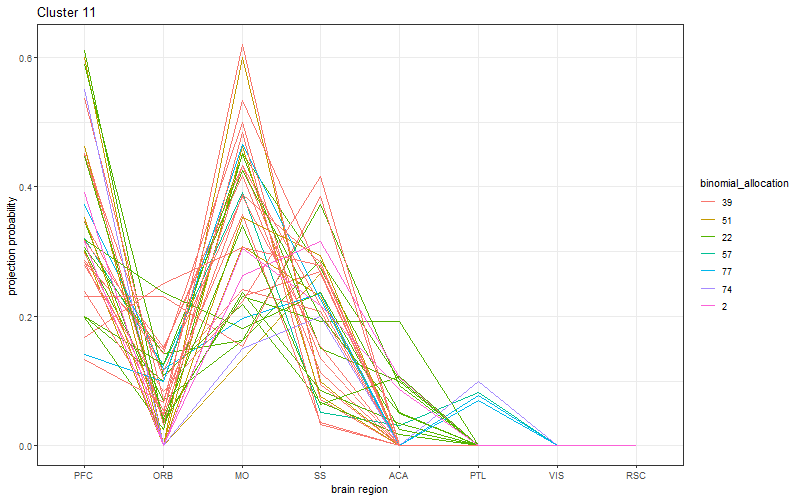 Cluster 11
projection probability
0.6
0.4
0.2
0.0
PFC ORB MO SS ACA PTL VIS RSC
brain region
binomial_allocation
39
51
22
57
77
74
2